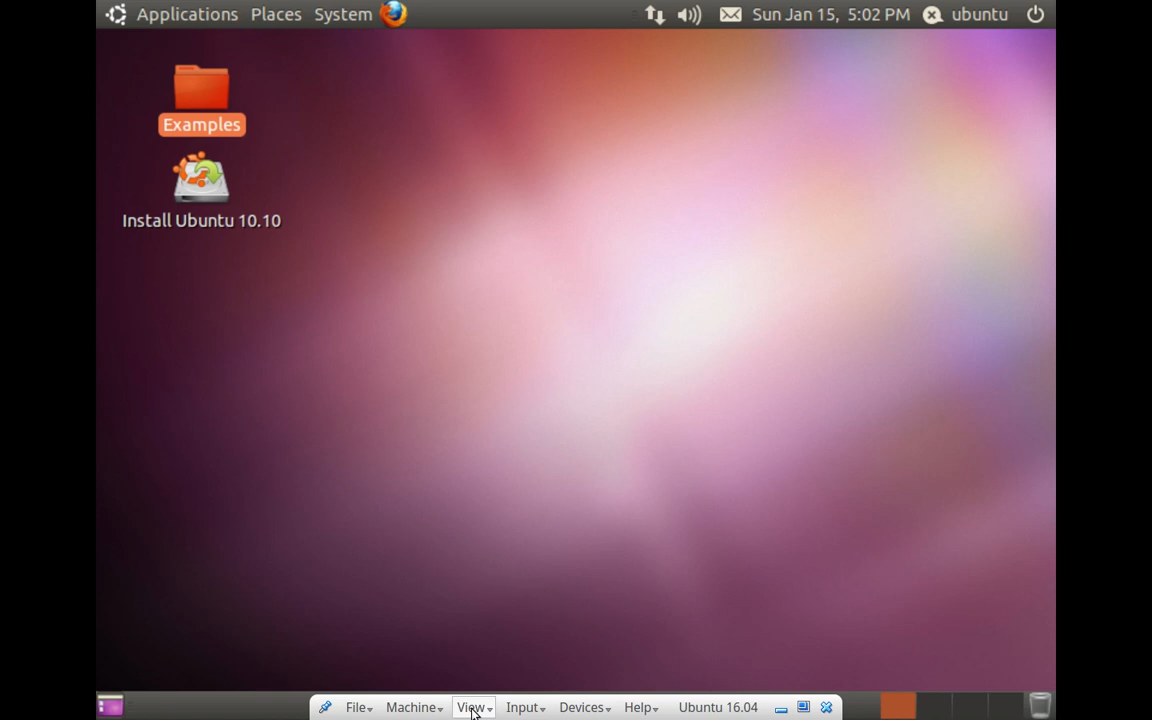 Applications Places System Sun Jan 15, 5:02 PM ubuntu
Examples
Install Ubuntu 10.10
File Machine View Input Devices Help Ubuntu 16.04